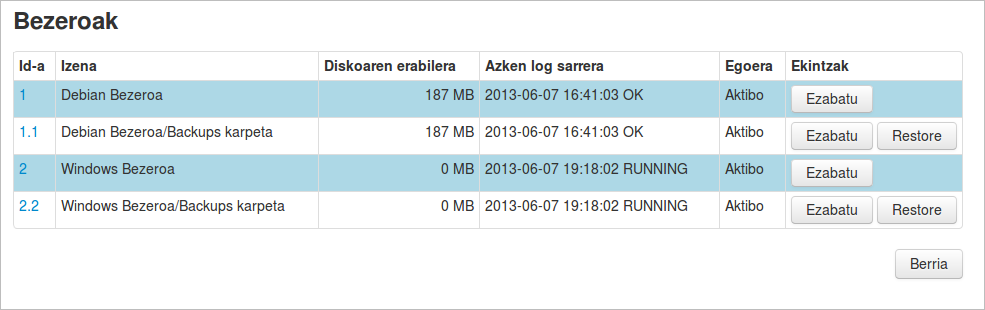 Bezeroak
Id-a Izena Diskoaren erabilera Azken log sarrera Egoera Ekintzak
1 Debian Bezeroa 187 MB 2013-06-07 16:41:03 OK Aktibo Ezabatu
1.1 Debian Bezeroa/Backups karpeta 187 MB 2013-06-07 16:41:03 OK Aktibo Ezabatu Restore
2 Windows Bezeroa 0 MB 2013-06-07 19:18:02 RUNNING Aktibo Ezabatu
2.2 Windows Bezeroa/Backups karpeta 0 MB 2013-06-07 19:18:02 RUNNING Aktibo Ezabatu Restore
Berria